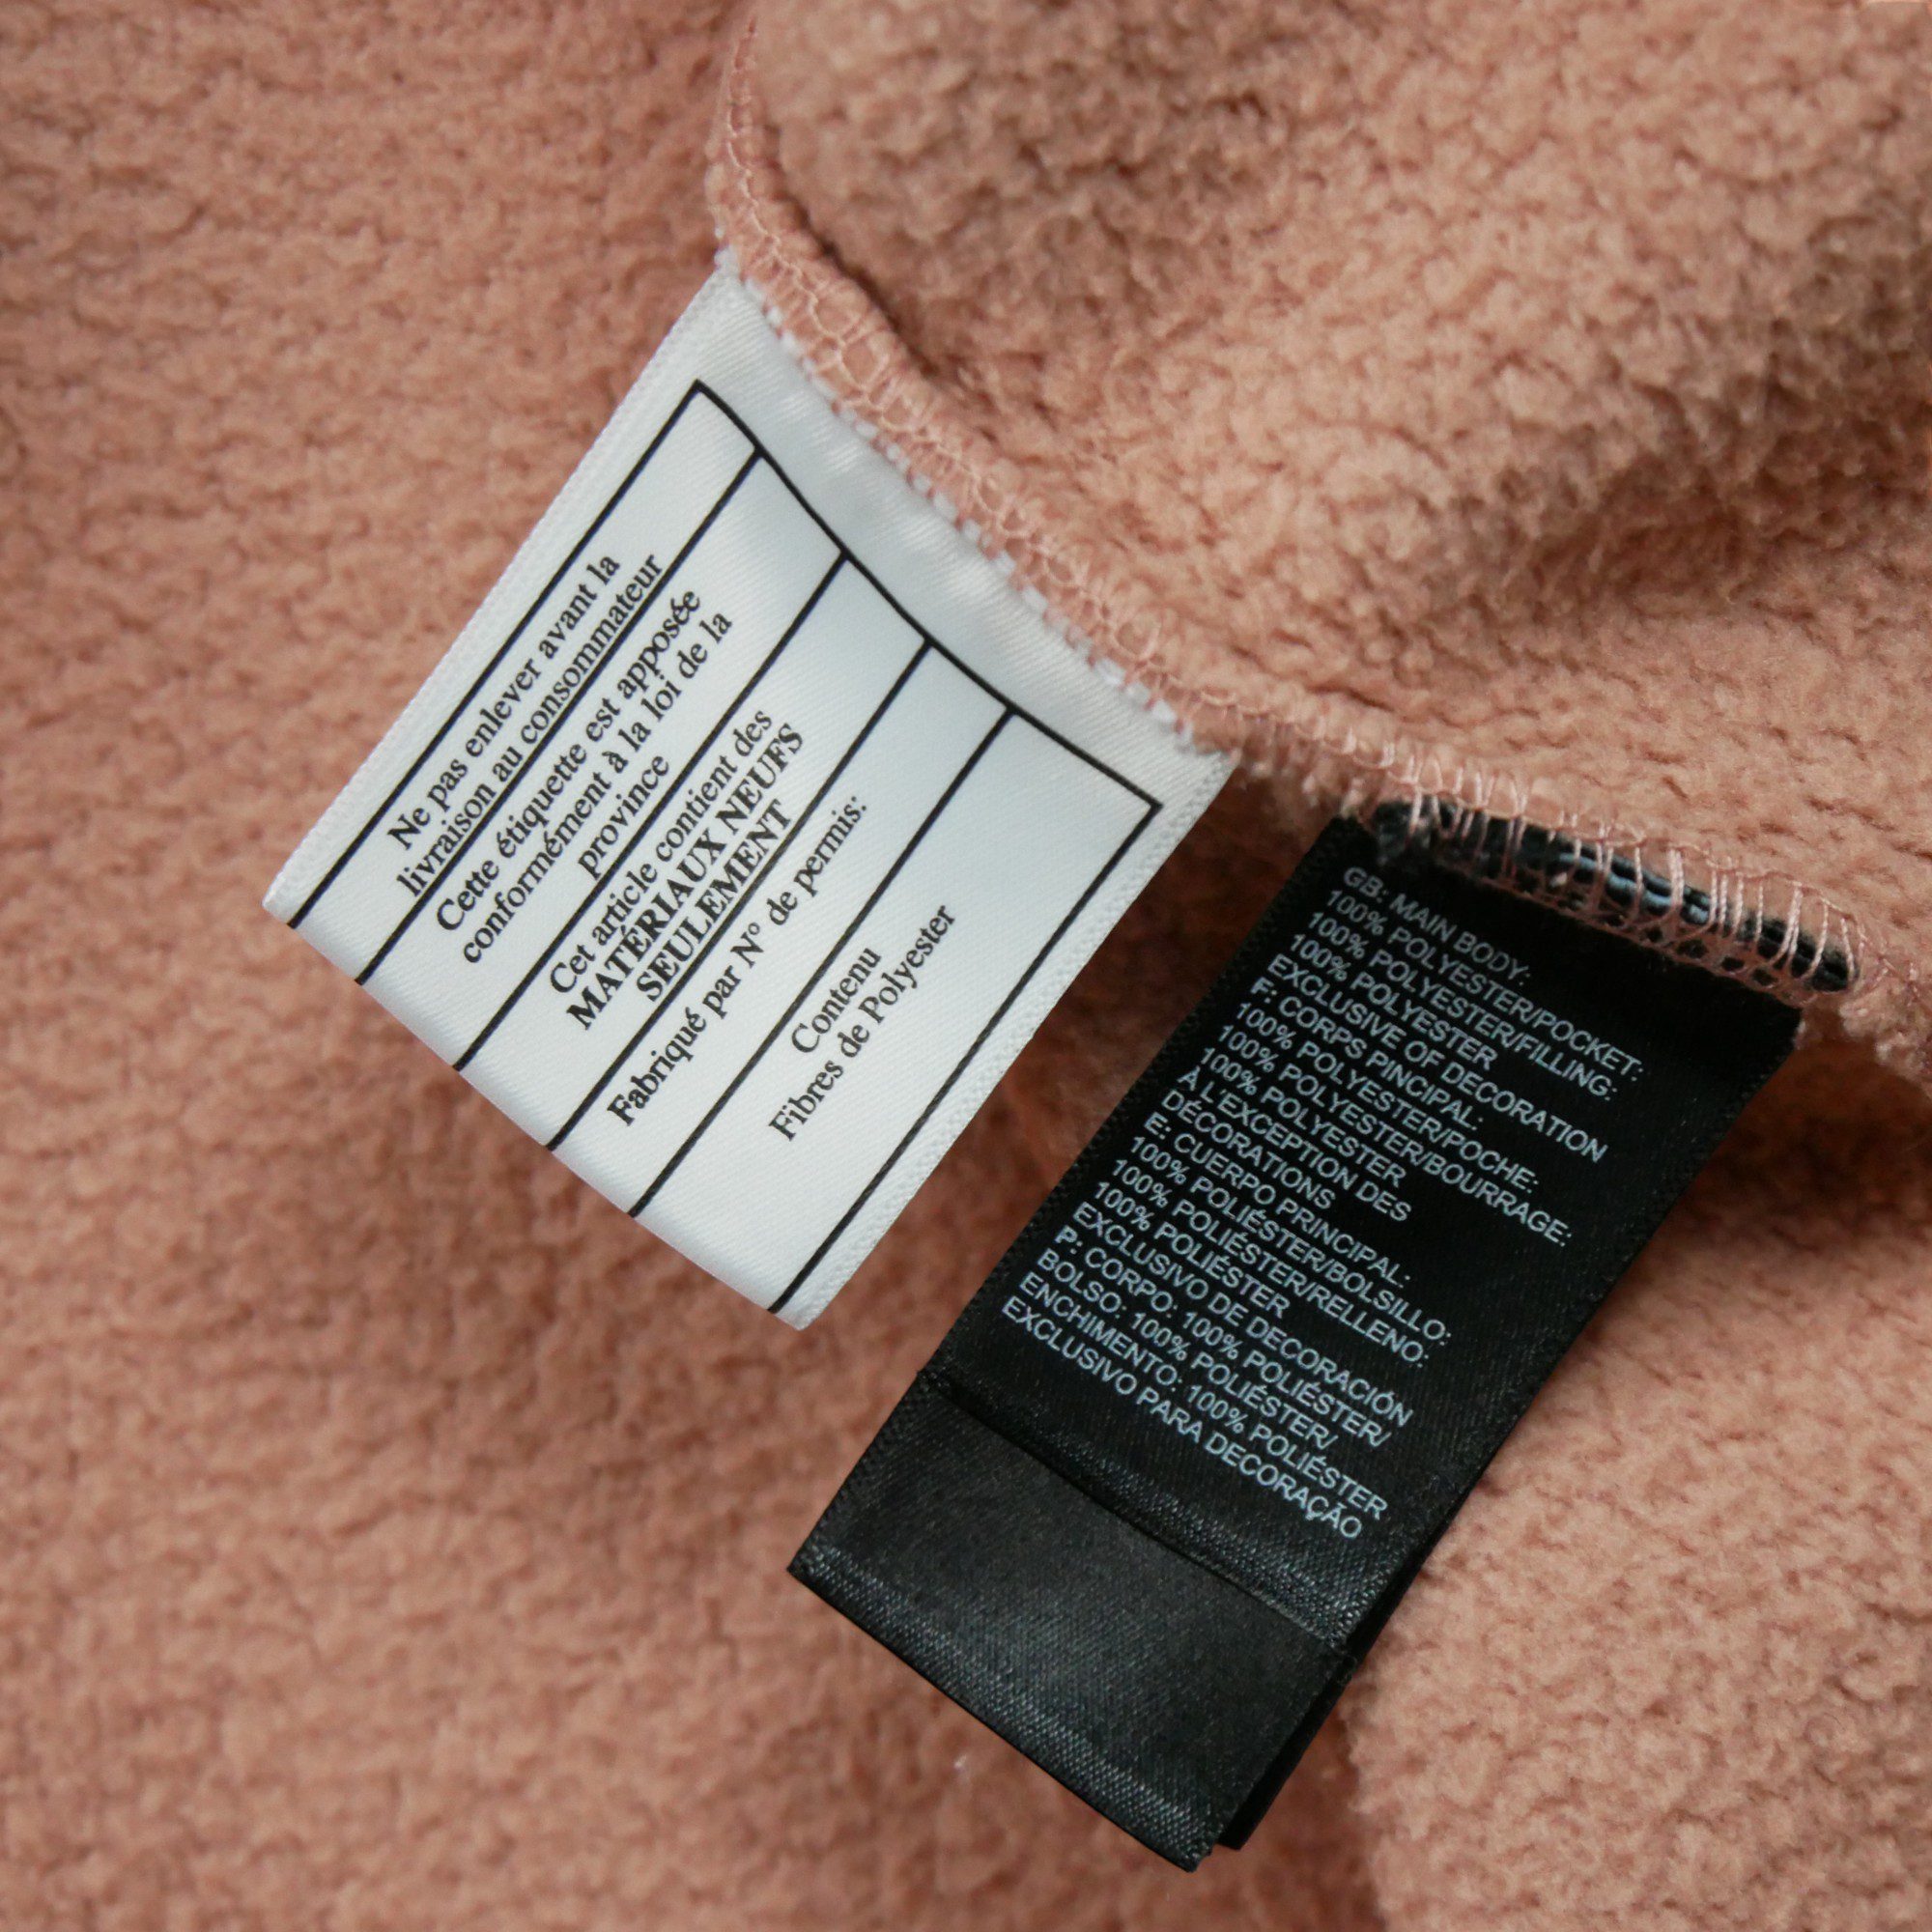 Ne pas enlever avant la
livraison au consommateur
Cette étiquette est apposée
conformément à la loi de la
province
Cet article contient des
MATÉRIAUX NEUFS
SEULEMENT
Fabriqué par N° de permis:
Contenu
Fibres de Polyester
GB: MAIN BODY:
100% POLYESTER/POCKET:
100% POLYESTER/FILLING:
100% POLYESTER
EXCLUSIVE OF DECORATION
F: CORPS PINCIPAL:
100% POLYESTER/POCHE:
100% POLYESTER/BOURRAGE:
100% POLYESTER
À L'EXCEPTION DES
DÉCORATIONS
E: CUERPO PRINCIPAL:
100% POLIÉSTER/BOLSILLO:
100% POLIÉSTER/RELLENO:
100% POLIÉSTER
EXCLUSIVO DE DECORACIÓN
P: CORPO: 100% POLIÉSTER/
BOLSO: 100% POLIÉSTER/
ENCHIMENTO: 100% POLIÉSTER
EXCLUSIVO PARA DECORAÇÃO